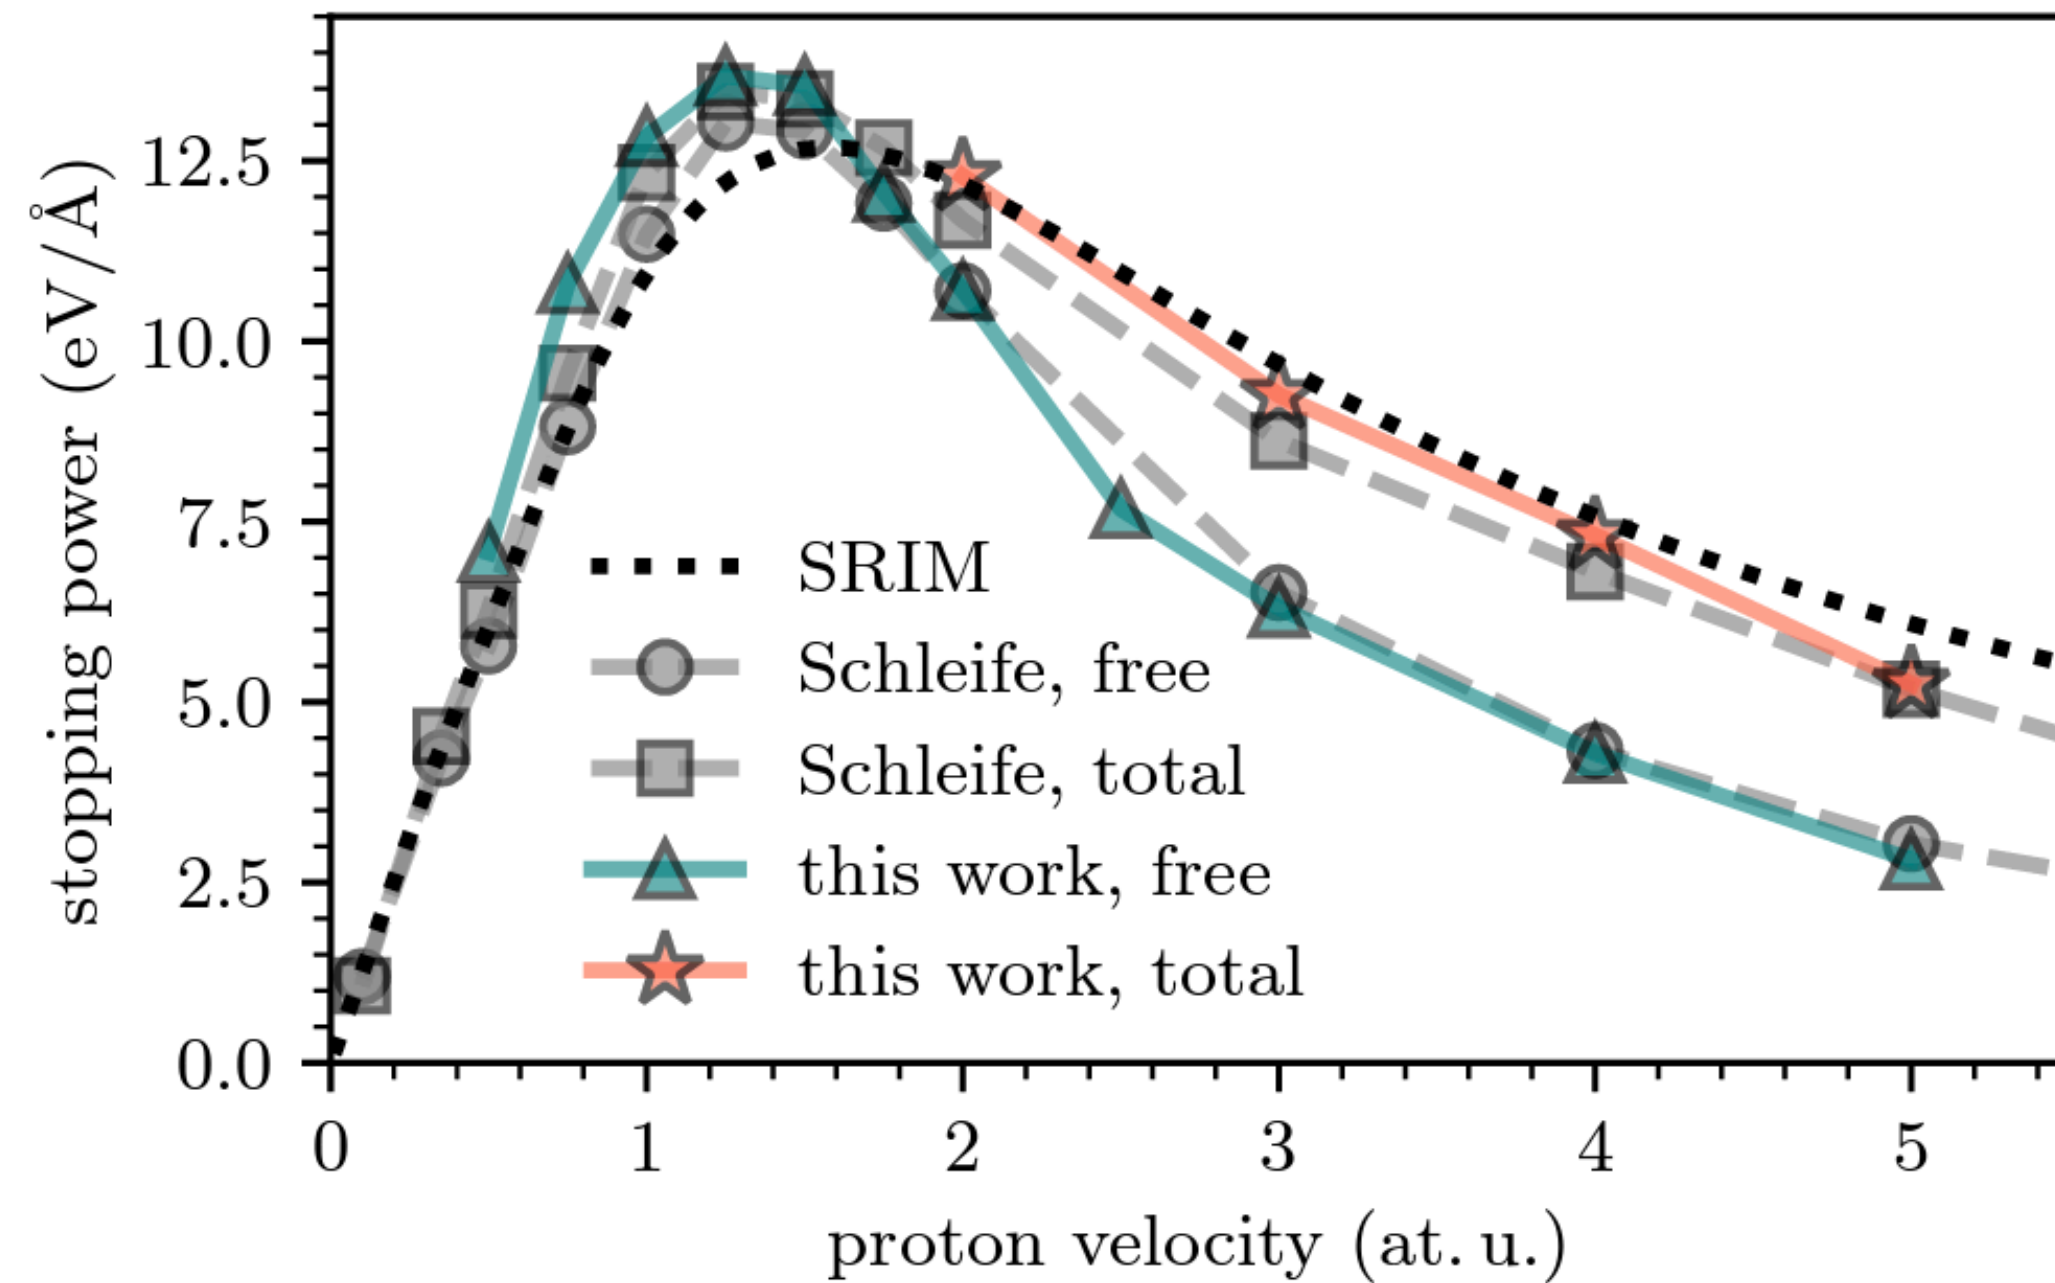 stopping power (eV/Å)
12.5
10.0
7.5
5.0
2.5
0.0
SRIM
Schleife, free
Schleife, total
this work, free
this work, total
0 1 2 3 4 5
proton velocity (at. u.)